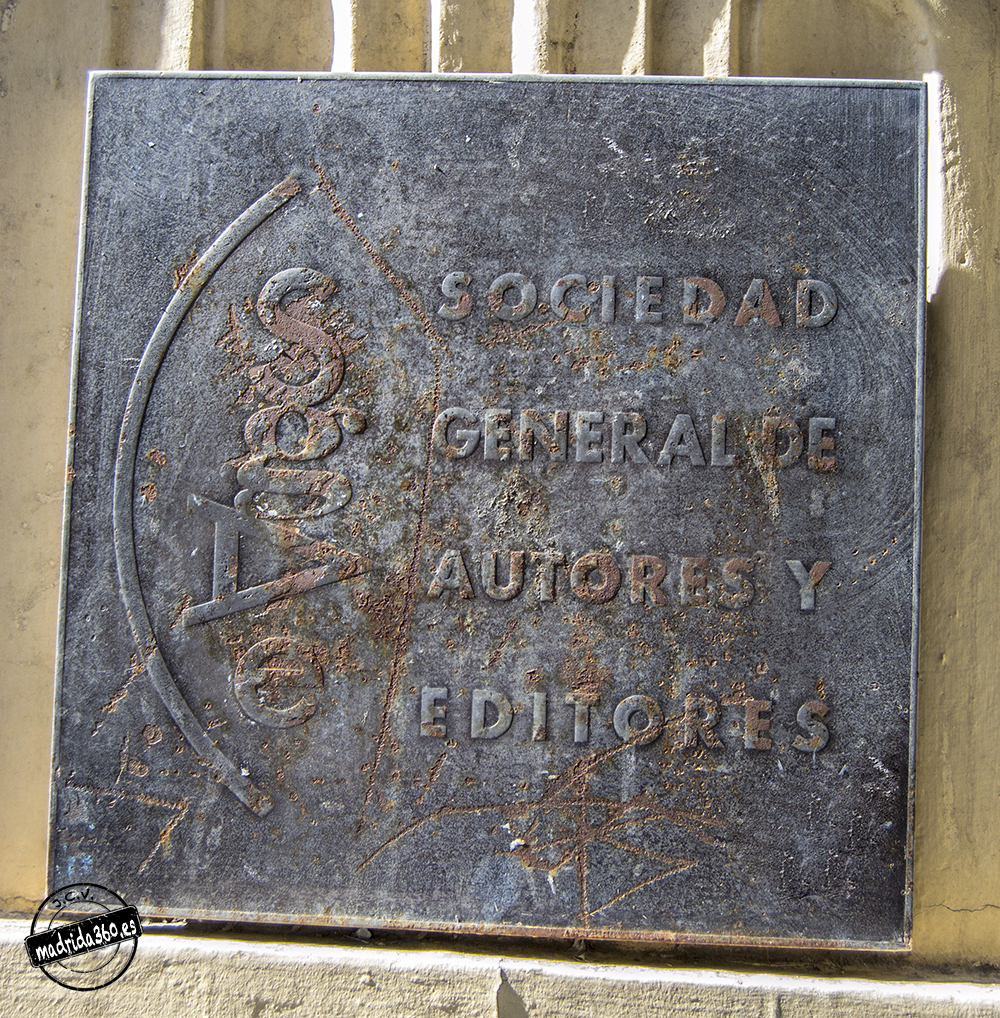 SgAe
SOCIEDAD
GENERAL DE
AUTORES Y
EDITORES
J.C.V.
madrida360.es